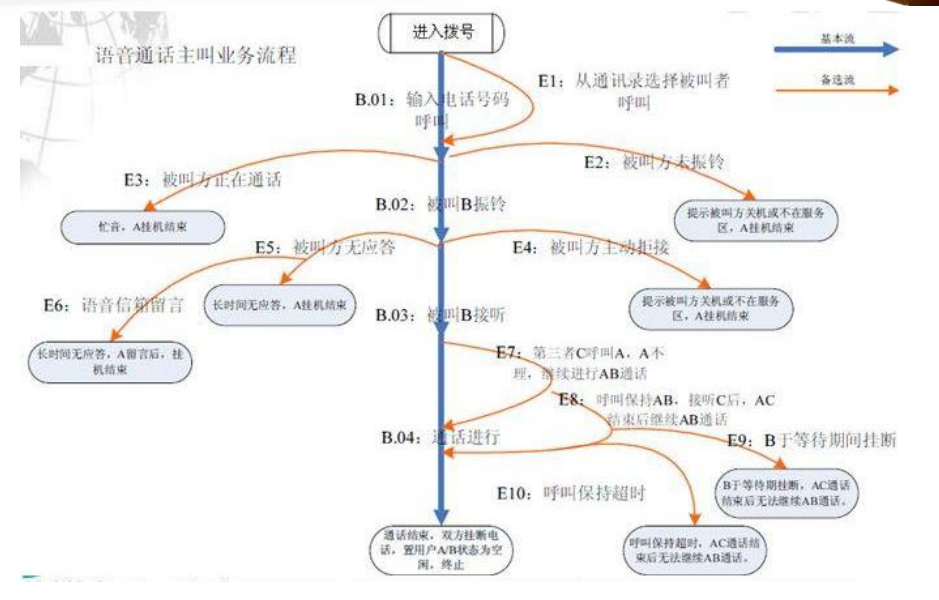 进入拨号
语音通话主叫业务流程
基本流
备选流
E1：从通讯录选择被叫者
呼叫
B.01：输入电话号码
呼叫
E2：被叫方未振铃
E3：被叫方正在通话
B.02：被叫B振铃
提示被叫方关机或不在服务
区，A挂机结束
忙音，A挂机结束
E5：被叫方无应答
E4：被叫方主动拒接
E6：语音信箱留言
长时间无应答，A挂机结束
B.03：被叫B接听
提示被叫方关机或不在服务
区，A挂机结束
长时间无应答，A留言后，挂
机结束
E7：第三者C呼叫A，A不
理，继续进行AB通话
E8：呼叫保持AB，接听C后，AC
结束后继续AB通话
B.04：通话进行
E9：B于等待期间挂断
B于等待期挂断，AC通话
结束后无法继续AB通话。
E10：呼叫保持超时
通话结束，双方挂断电
话，置用户A/B状态为空
闲，终止
呼叫保持超时，AC通话结
束后无法继续AB通话。